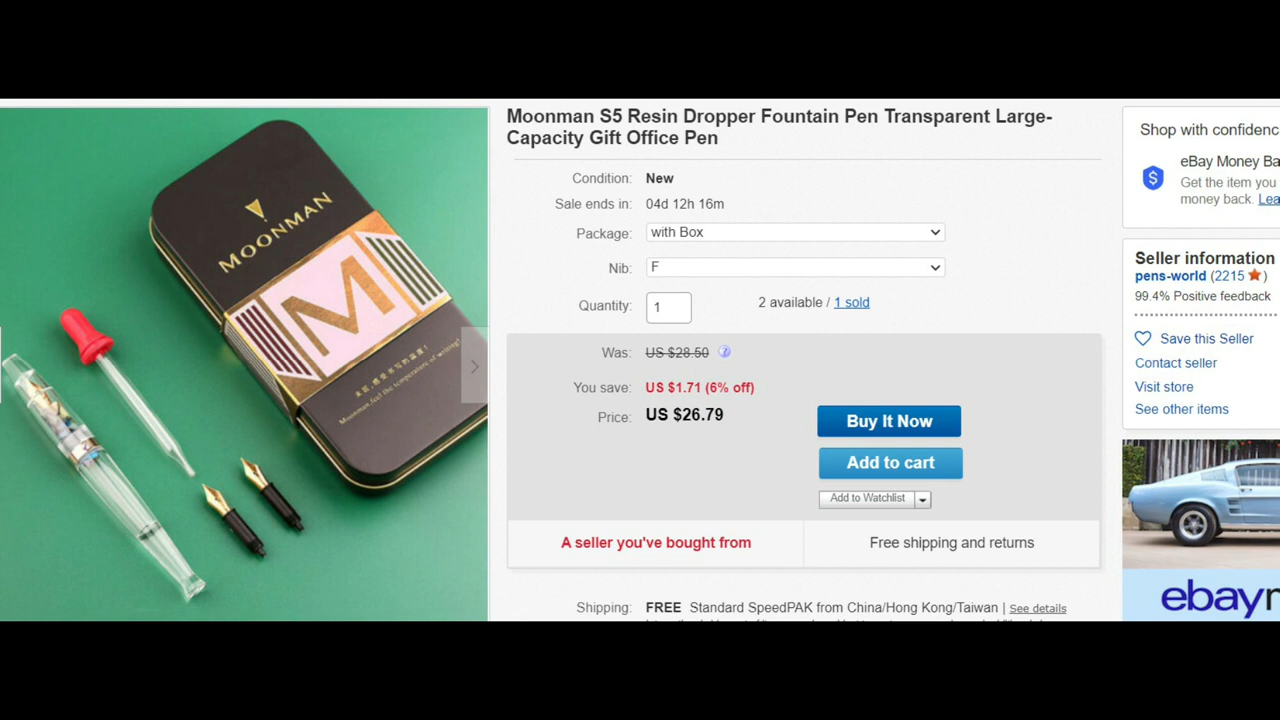 MOONMAN
M
Moonman, feel the temperature of writing!
Moonman S5 Resin Dropper Fountain Pen Transparent Large-
Capacity Gift Office Pen
Condition: New
Sale ends in: 04d 12h 16m
Package: with Box
Nib: F
Quantity: 1 2 available / 1 sold
Was: US $28.50
You save: US $1.71 (6% off)
Price: US $26.79
Buy It Now
Add to cart
Add to Watchlist
A seller you've bought from Free shipping and returns
Shipping: FREE Standard SpeedPAK from China/Hong Kong/Taiwan | See details
Shop with confidenc
eBay Money Ba
Get the item you
money back. Lea
Seller information
pens-world (2215 ★)
99.4% Positive feedback
Save this Seller
Contact seller
Visit store
See other items
ebay